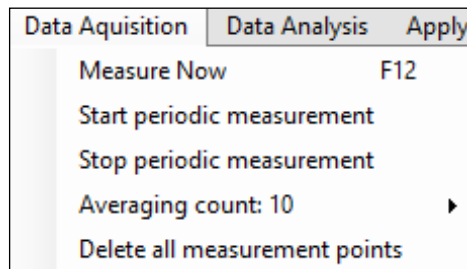 Data Aquisition Data Analysis Apply
Measure Now F12
Start periodic measurement
Stop periodic measurement
Averaging count: 10
Delete all measurement points